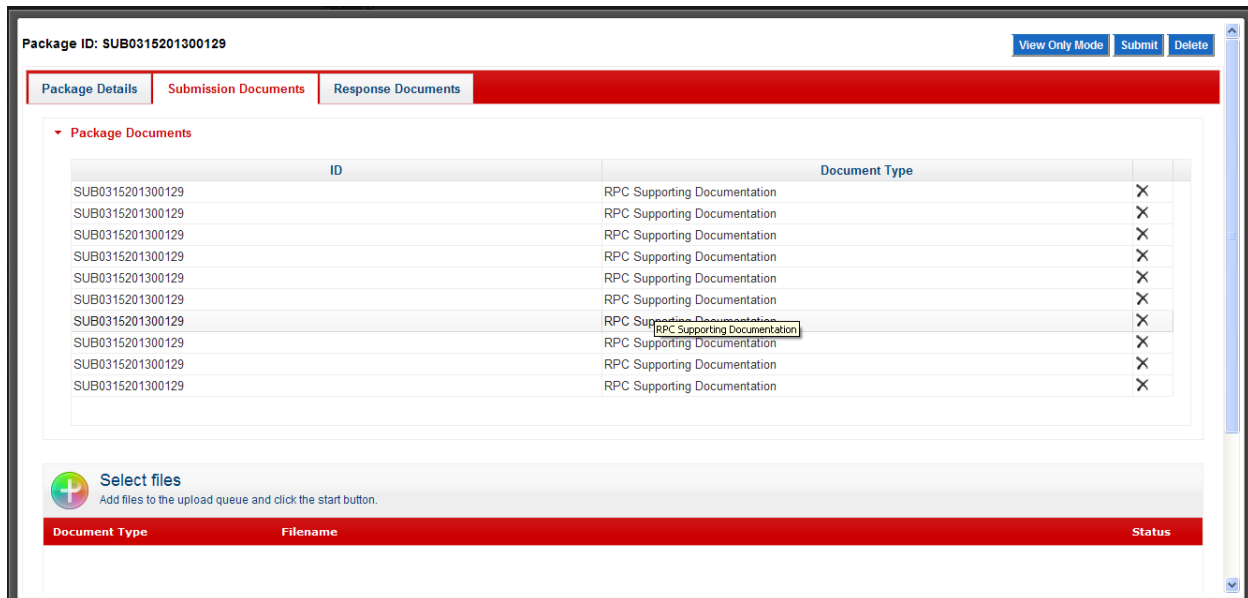 Package ID: SUB0315201300129 View Only Mode Submit Delete
Package Details Submission Documents Response Documents
Package Documents
ID Document Type
SUB0315201300129 RPC Supporting Documentation
SUB0315201300129 RPC Supporting Documentation
SUB0315201300129 RPC Supporting Documentation
SUB0315201300129 RPC Supporting Documentation
SUB0315201300129 RPC Supporting Documentation
SUB0315201300129 RPC Supporting Documentation
SUB0315201300129 RPC Supporting Documentation
RPC Supporting Documentation
SUB0315201300129 RPC Supporting Documentation
SUB0315201300129 RPC Supporting Documentation
SUB0315201300129 RPC Supporting Documentation
Select files
Add files to the upload queue and click the start button.
Document Type Filename Status